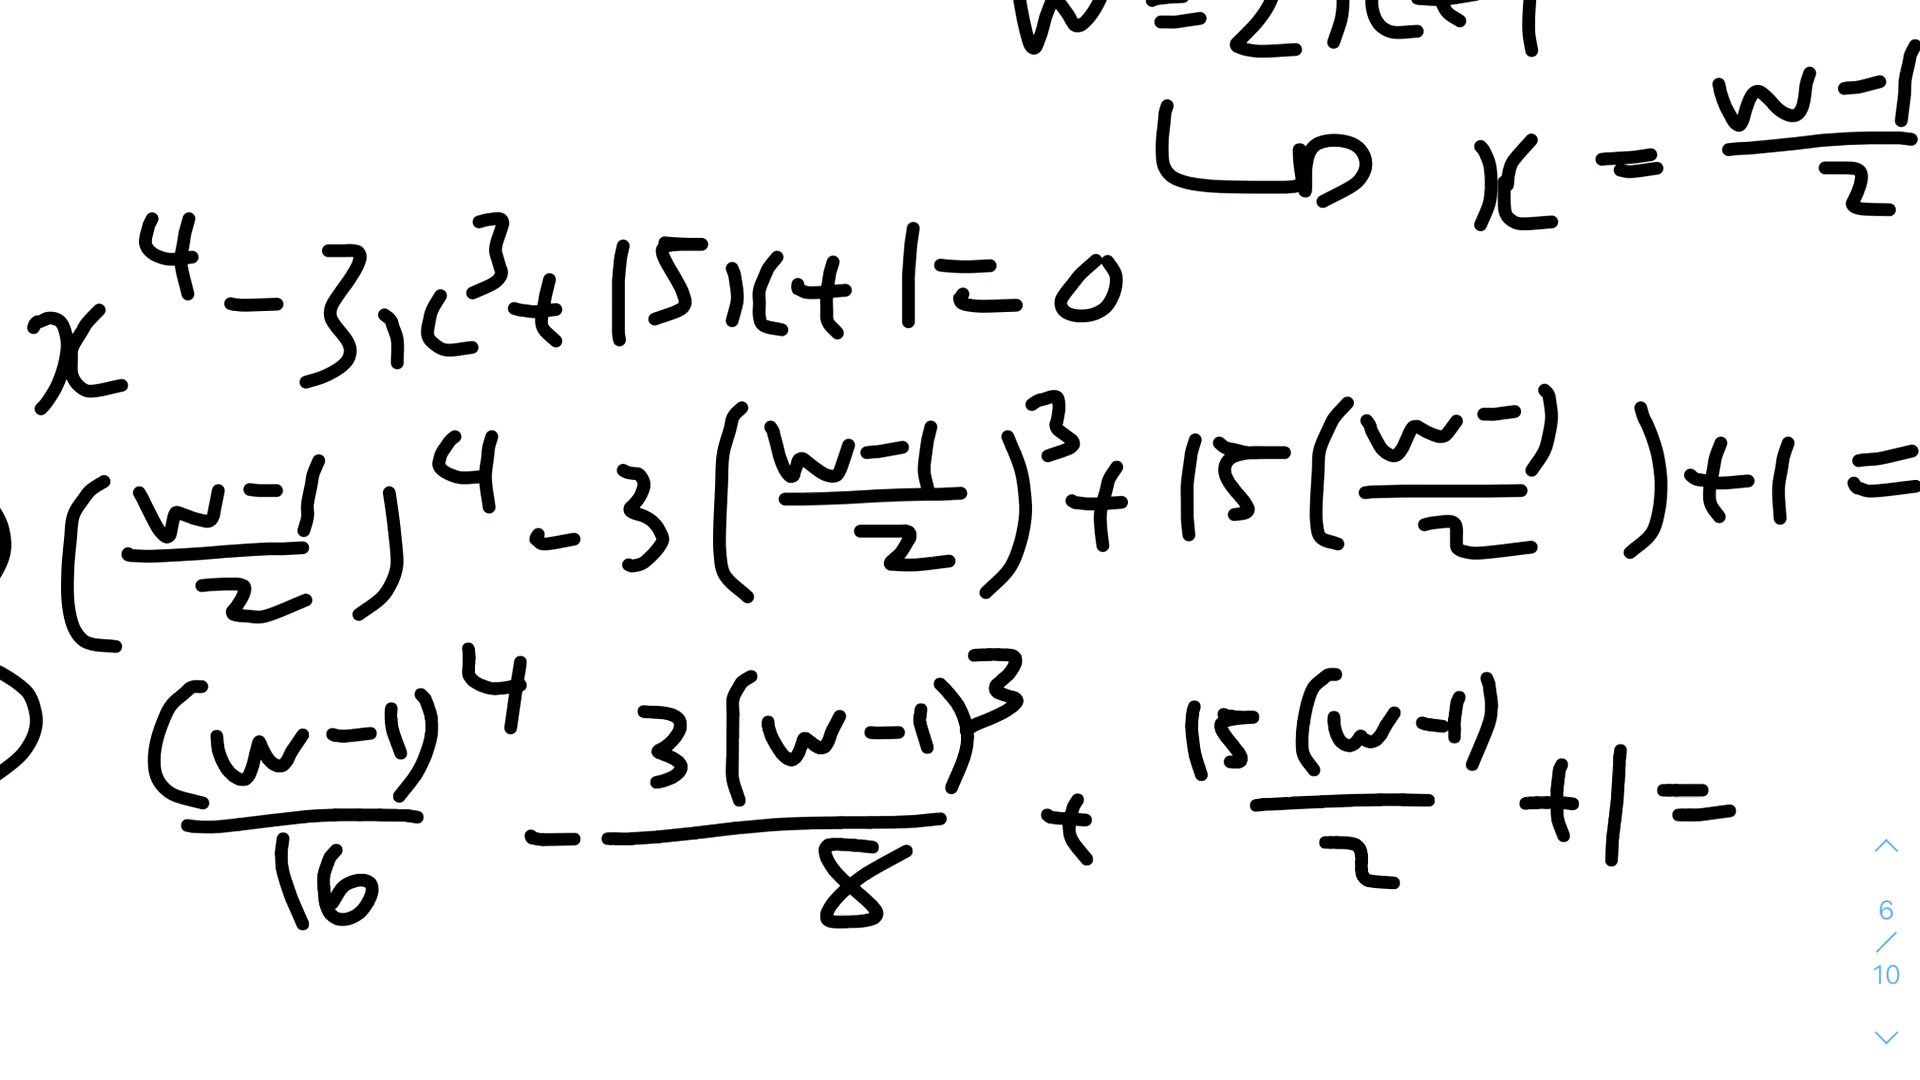 w = 2x+1
↳ x = (w-1)/2
x⁴ - 3x³ + 15x + 1 = 0
((w-1)/2)⁴ - 3((w-1)/2)³ + 15((w-1)/2) + 1 =
(w-1)⁴/16 - 3(w-1)³/8 + 15(w-1)/2 + 1 =
6
/
10